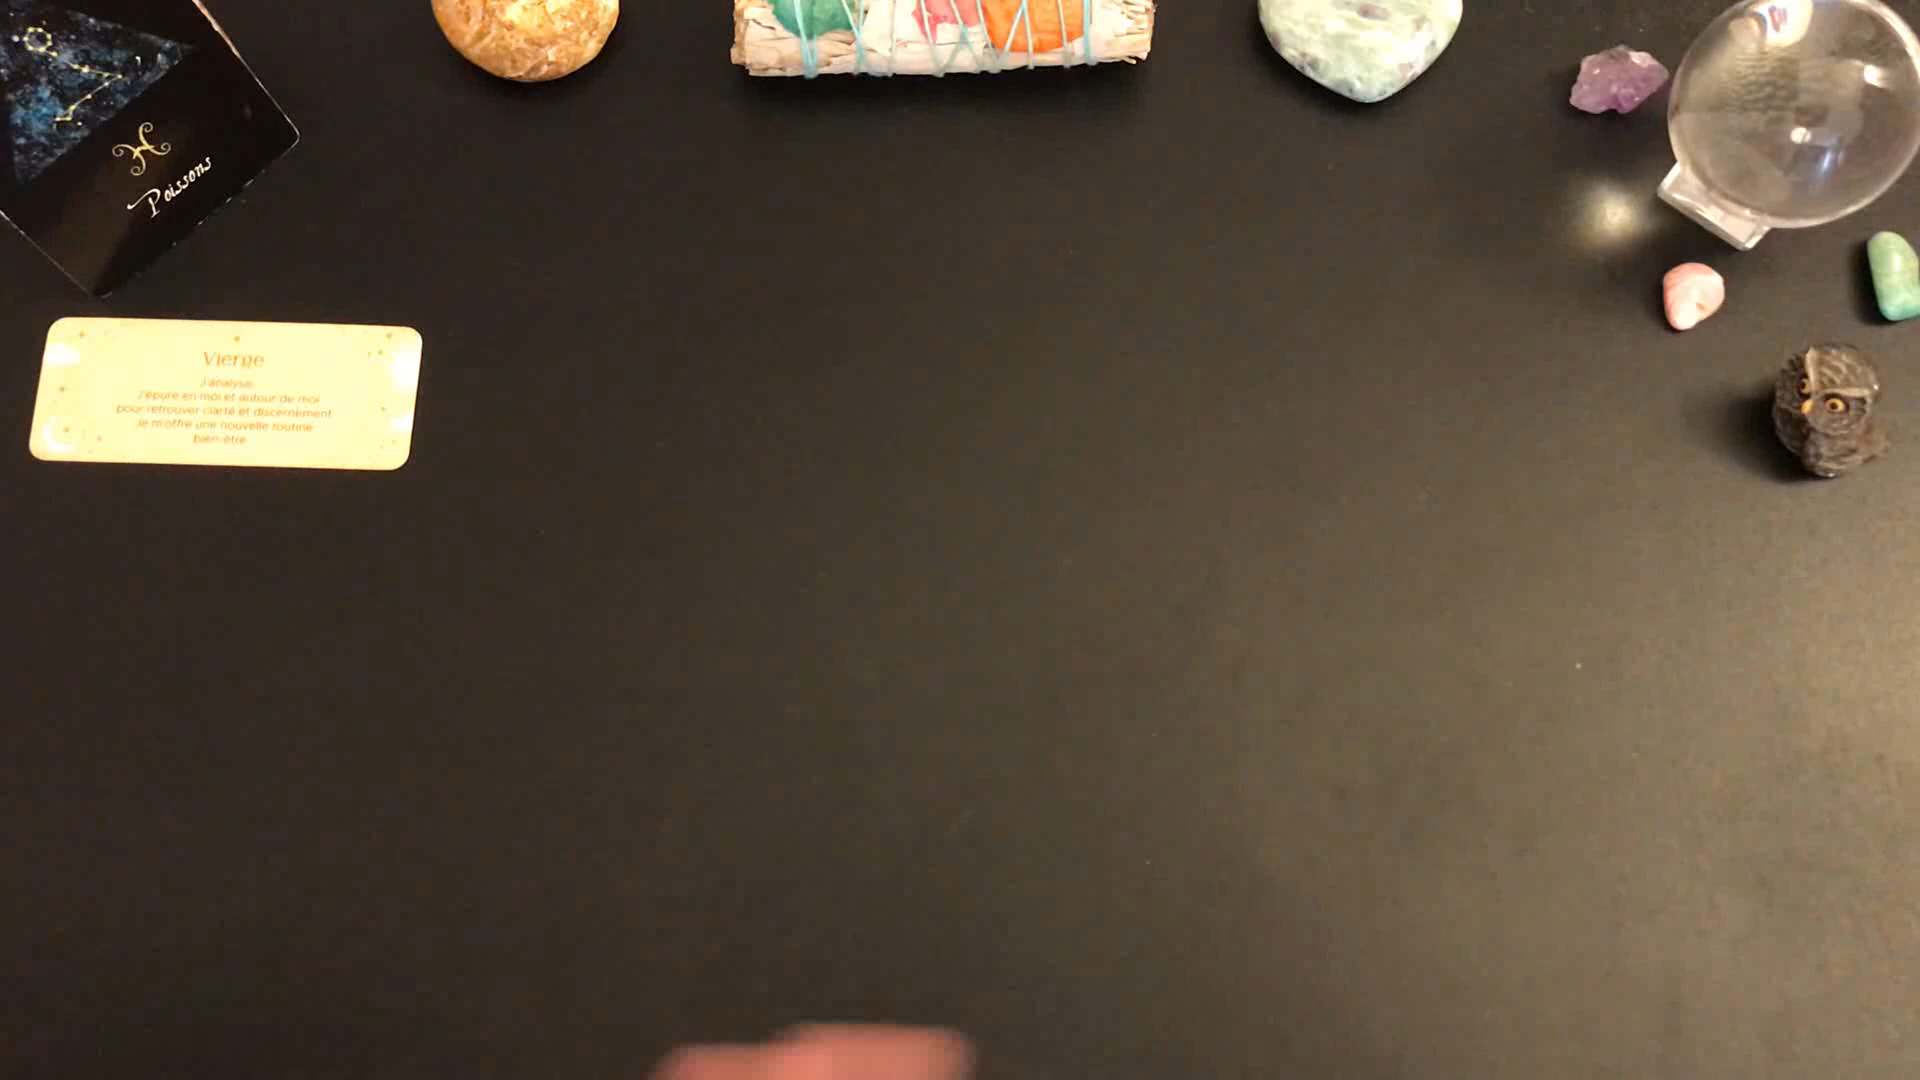 Poissons
Vierge
J'analyse.
J'épure en moi et autour de moi
pour retrouver clarté et discernement.
Je m'offre une nouvelle routine
bien-être.